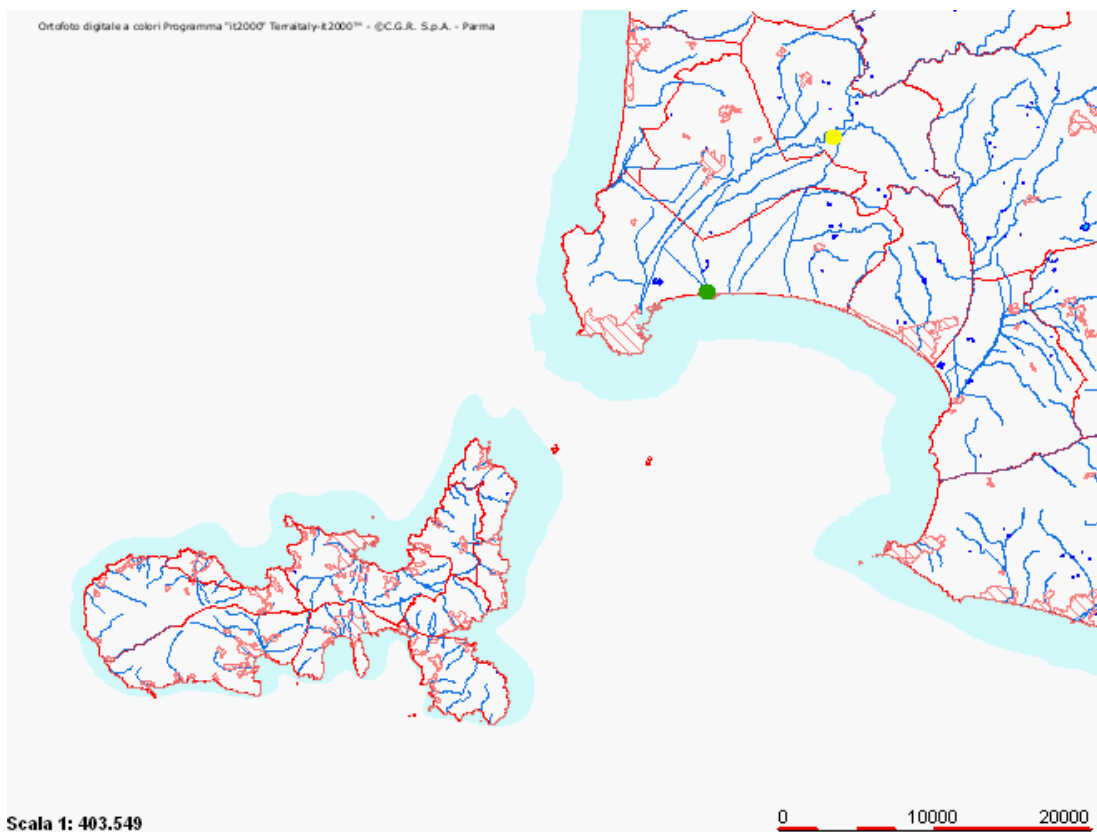 Ortofoto digitale a colori Programma "it2000" Terraitaly-it2000™ - ©C.G.R. S.p.A. - Parma
Scala 1: 403.549
0 10000 20000